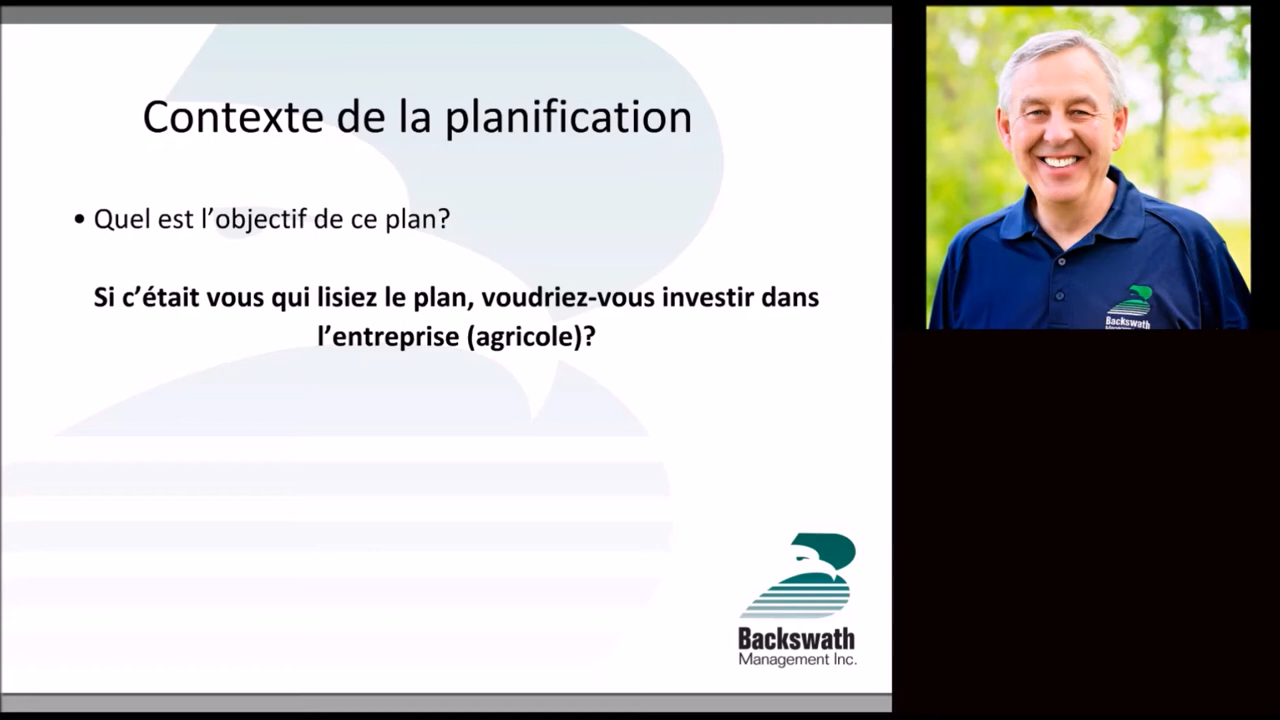 Contexte de la planification
• Quel est l’objectif de ce plan?
Si c’était vous qui lisiez le plan, voudriez-vous investir dans
l’entreprise (agricole)?
Backswath
Management Inc.
Backswath